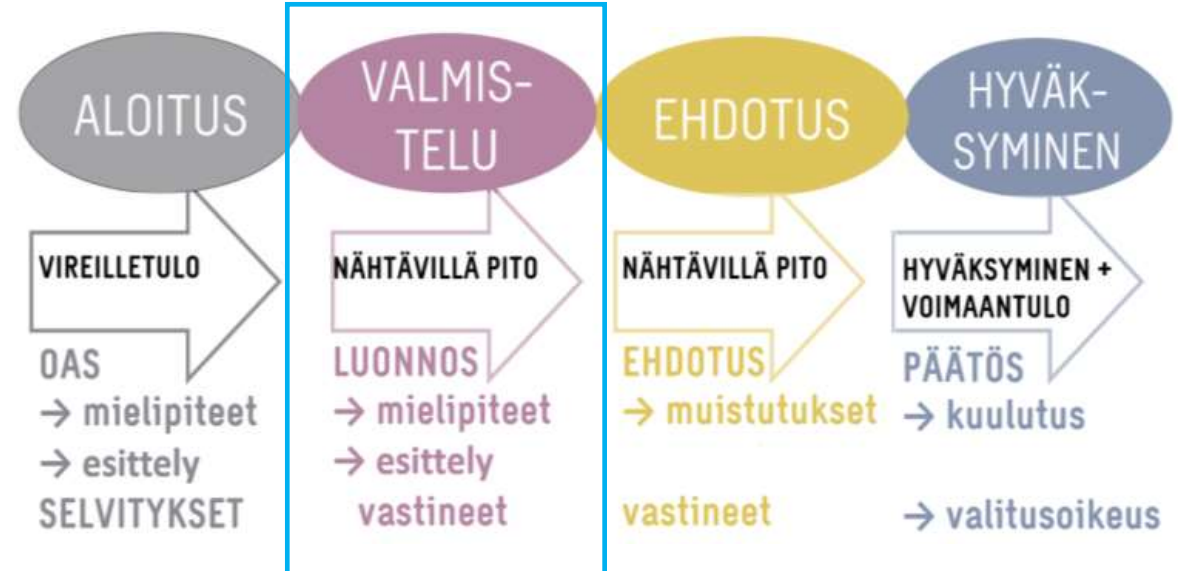 ALOITUS
VALMIS-
TELU
EHDOTUS
HYVÄK-
SYMINEN
VIREILLETULO
NÄHTÄVILLÄ PITO
NÄHTÄVILLÄ PITO
HYVÄKSYMINEN +
VOIMAANTULO
OAS
→ mielipiteet
→ esittely
SELVITYKSET
LUONNOS
→ mielipiteet
→ esittely
vastineet
EHDOTUS
→ muistutukset
vastineet
PÄÄTÖS
→ kuulutus
→ valitusoikeus